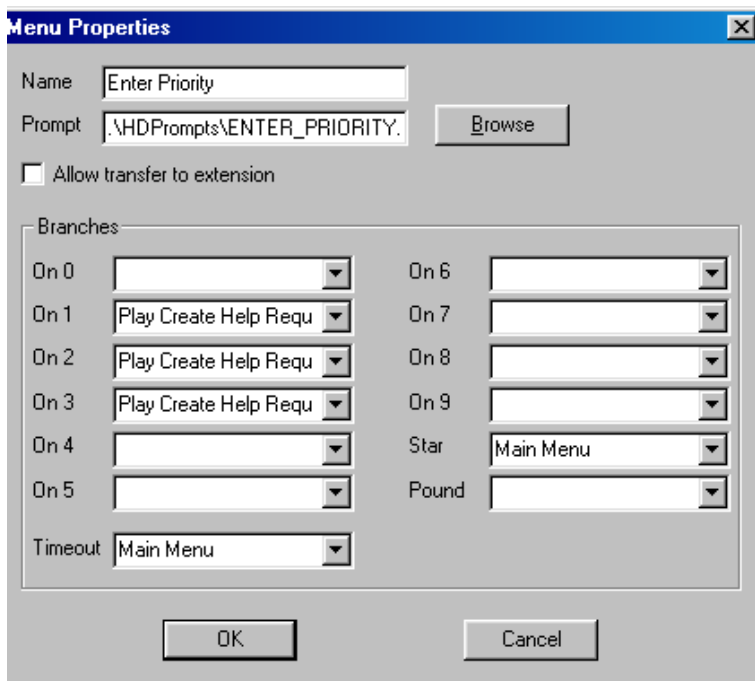 Menu Properties
Name Enter Priority
Prompt .\HDPrompts\ENTER_PRIORITY. Browse
Allow transfer to extension
Branches
On 0 On 6
On 1 Play Create Help Requ On 7
On 2 Play Create Help Requ On 8
On 3 Play Create Help Requ On 9
On 4 Star Main Menu
On 5 Pound
Timeout Main Menu
OK Cancel